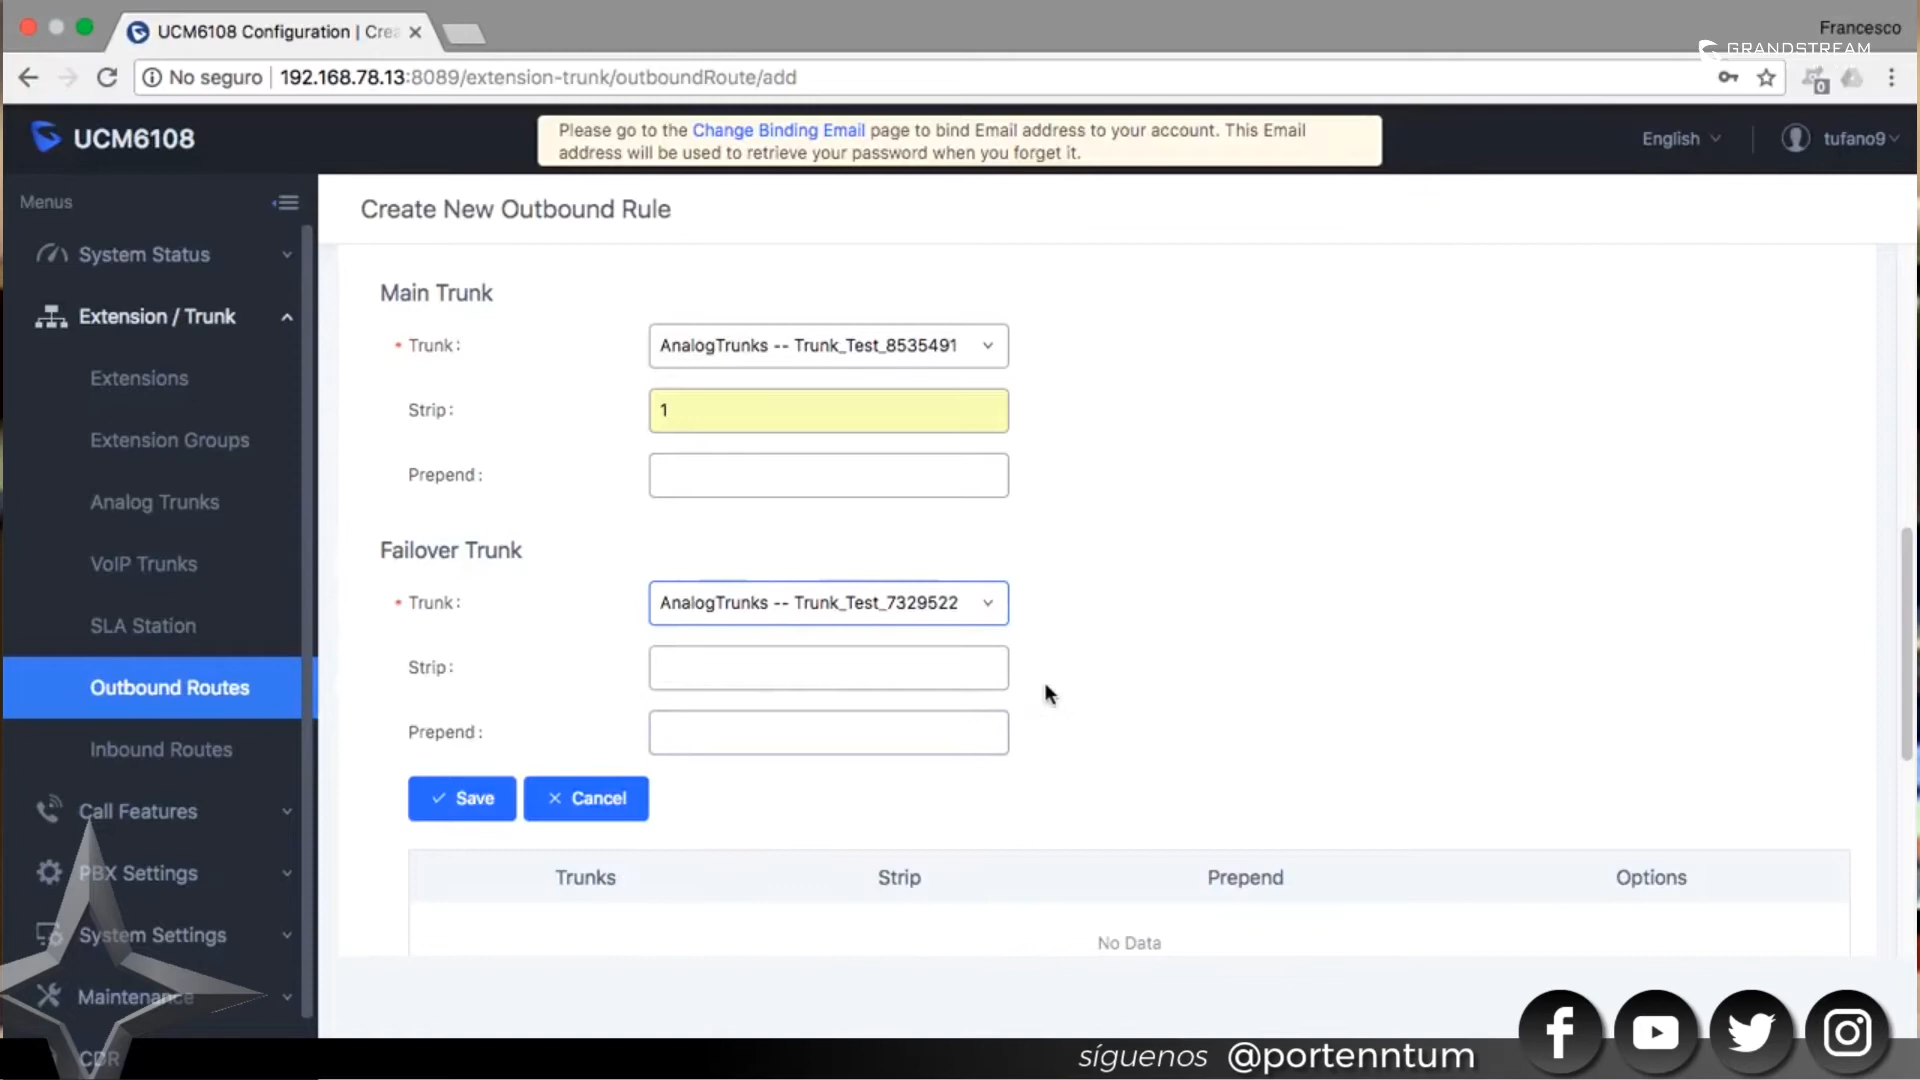 UCM6108 Configuration | Crea
Francesco
GRANDSTREAM
No seguro | 192.168.78.13:8089/extension-trunk/outboundRoute/add
0
UCM6108
Please go to the Change Binding Email page to bind Email address to your account. This Email
address will be used to retrieve your password when you forget it.
English
tufano9
Menus
System Status
Extension / Trunk
Extensions
Extension Groups
Analog Trunks
VoIP Trunks
SLA Station
Outbound Routes
Inbound Routes
Call Features
PBX Settings
System Settings
Maintenance
CDR
Create New Outbound Rule
Main Trunk
* Trunk: AnalogTrunks -- Trunk_Test_8535491
Strip: 1
Prepend:
Failover Trunk
* Trunk: AnalogTrunks -- Trunk_Test_7329522
Strip:
Prepend:
Save Cancel
Trunks Strip Prepend Options
No Data
síguenos @portenntum